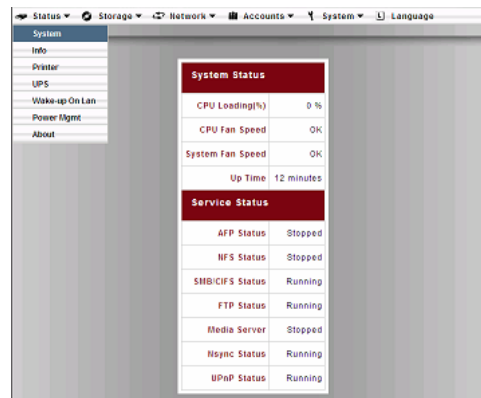 Status Storage Network Accounts System L Language
System
Info
Printer
UPS
Wake-up On Lan
Power Mgmt
About
System Status
CPU Loading(%) 0 %
CPU Fan Speed OK
System Fan Speed OK
Up Time 12 minutes
Service Status
AFP Status Stopped
NFS Status Stopped
SMB/CIFS Status Running
FTP Status Running
Media Server Stopped
Nsync Status Running
UPnP Status Running